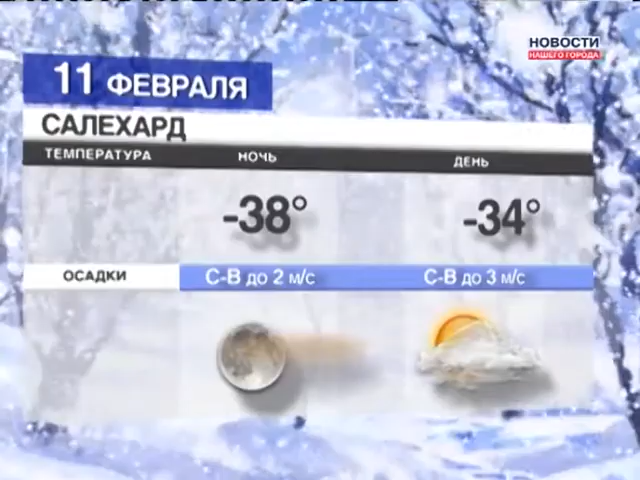 НОВОСТИ
НАШЕГО ГОРОДА
11 ФЕВРАЛЯ
САЛЕХАРД
ТЕМПЕРАТУРА НОЧЬ ДЕНЬ
-38° -34°
ОСАДКИ С-В до 2 м/с С-В до 3 м/с